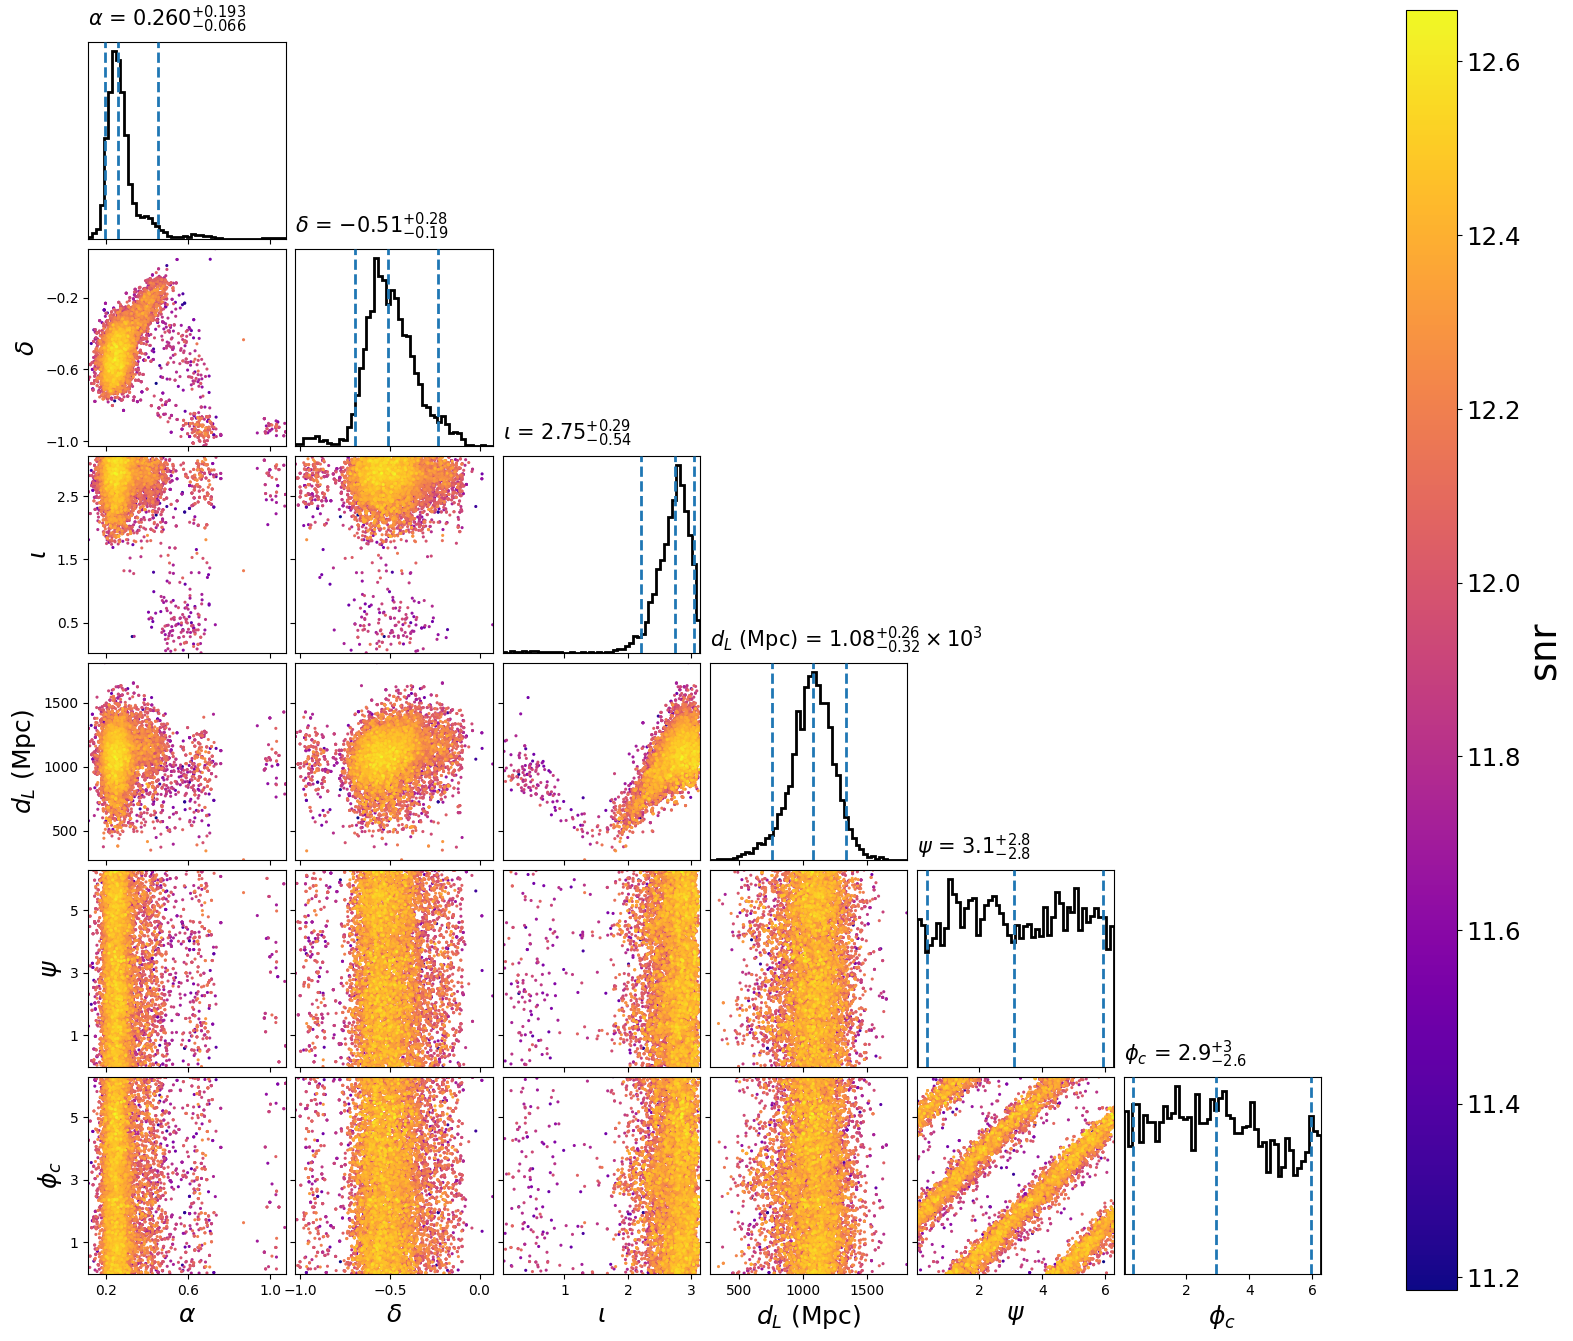 α = 0.260^{+0.193}_{−0.066}
12.6
12.4
δ = −0.51^{+0.28}_{−0.19}
12.2
−0.2
δ
−0.6
−1.0
ι = 2.75^{+0.29}_{−0.54}
12.0
2.5
ι
1.5
0.5
d_L (Mpc) = 1.08^{+0.26}_{−0.32} × 10^3
snr
11.8
1500
d_L (Mpc)
1000
500
ψ = 3.1^{+2.8}_{−2.8}
11.6
5
ψ
3
1
φ_c = 2.9^{+3}_{−2.6}
11.4
5
φ_c
3
1
11.2
0.2 0.6 1.0 −1.0 −0.5 0.0 1 2 3 500 1000 1500 2 4 6 2 4 6
α δ ι d_L (Mpc) ψ φ_c